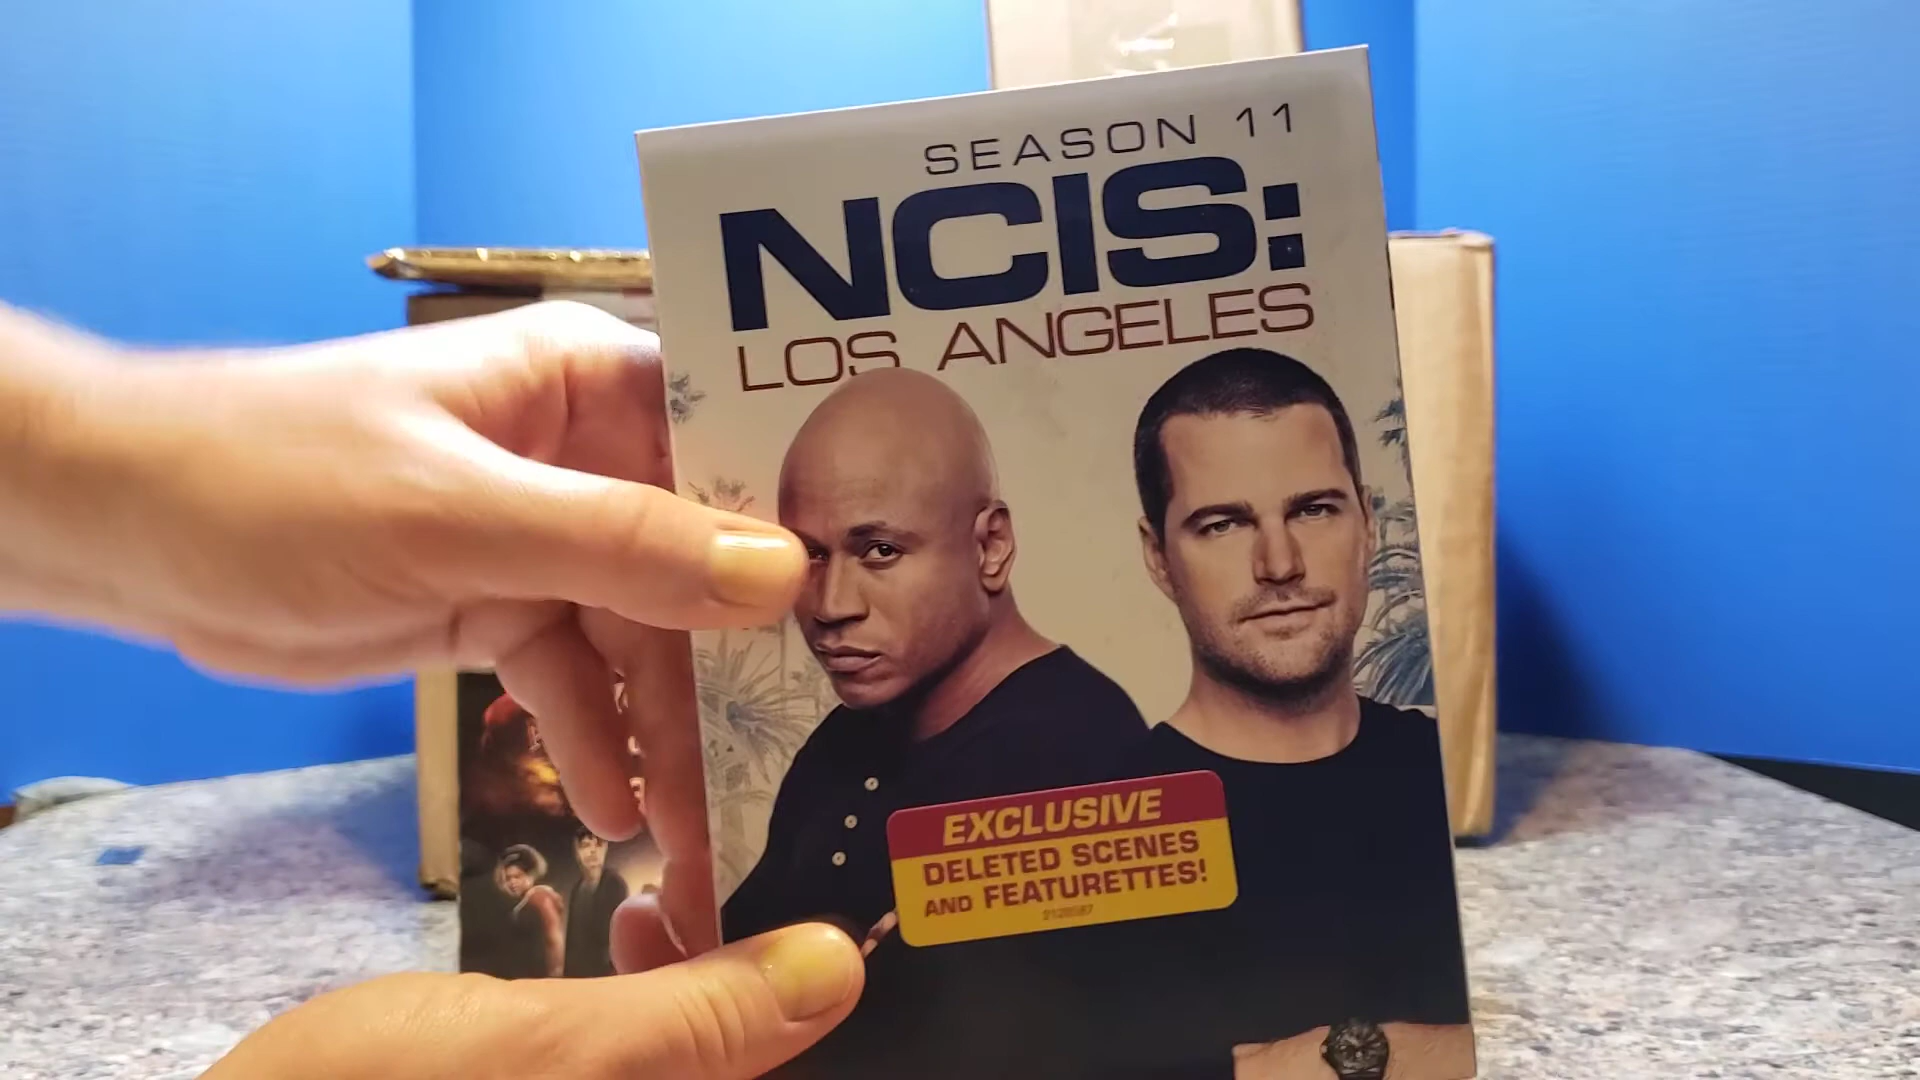 SEASON 11
NCIS:
LOS ANGELES
EXCLUSIVE
DELETED SCENES
AND FEATURETTES!